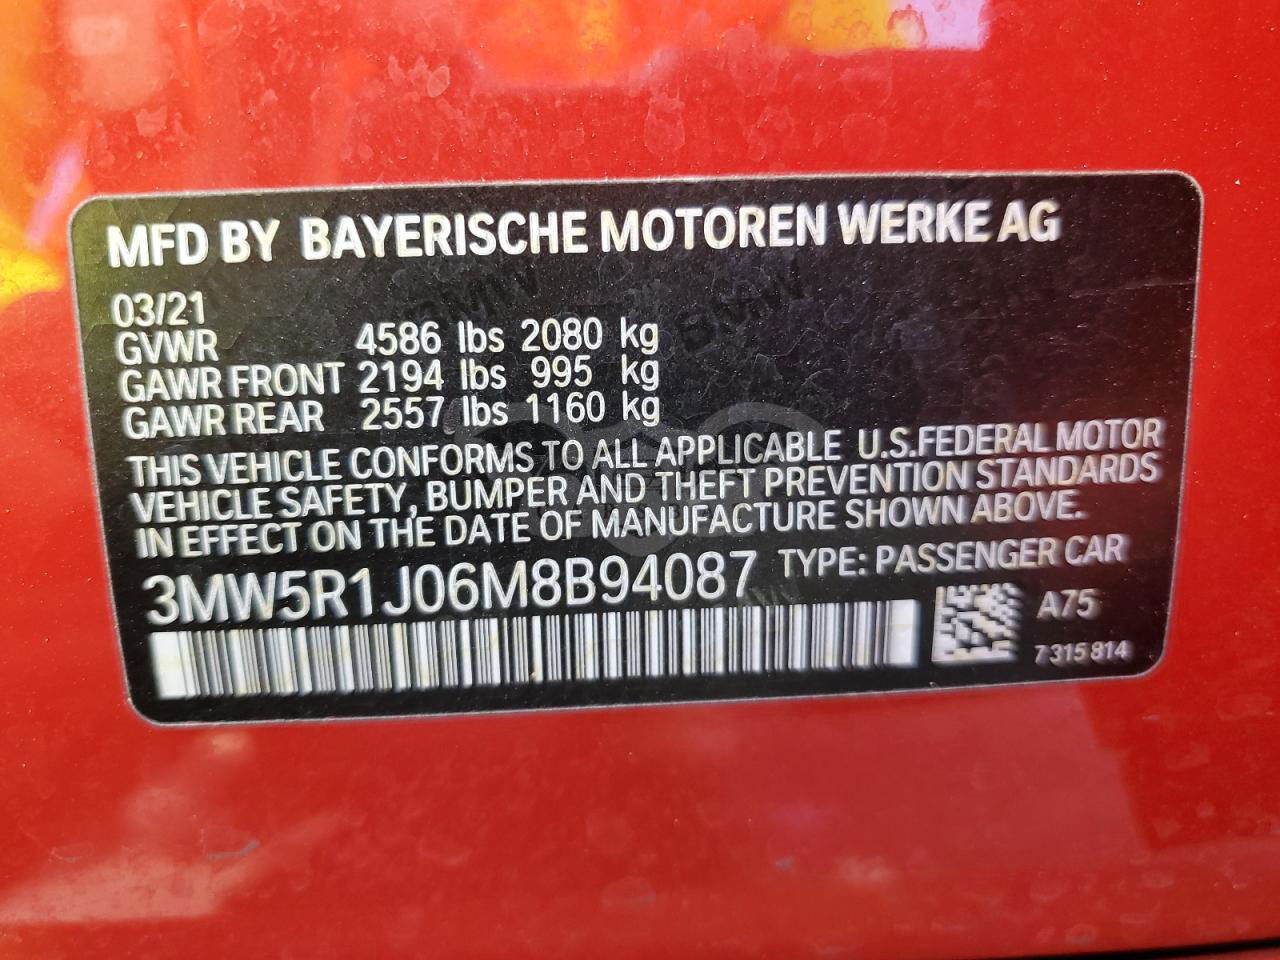 MFD BY BAYERISCHE MOTOREN WERKE AG
03/21
GVWR 4586 lbs 2080 kg
GAWR FRONT 2194 lbs 995 kg
GAWR REAR 2557 lbs 1160 kg
THIS VEHICLE CONFORMS TO ALL APPLICABLE U.S.FEDERAL MOTOR
VEHICLE SAFETY, BUMPER AND THEFT PREVENTION STANDARDS
IN EFFECT ON THE DATE OF MANUFACTURE SHOWN ABOVE.
3MW5R1J06M8B94087 TYPE: PASSENGER CAR
A75
7 315 814
BMW
BMW